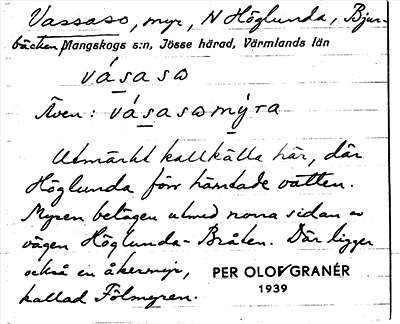 Vassaso, myr, N Höglunda, Bjur-
bäcken Mangskogs s:n, Jösse härad, Värmlands län
vásasω
Även: vásasωmýra
Utmärkt kallkälla här, där
Höglunda förr hämtade vatten.
Myren belägen utmed norra sidan av
vägen Höglunda-Bråten. Där ligger
också en åkermyr, PER OLOF GRANÉR
kallad Fölmyren. 1939